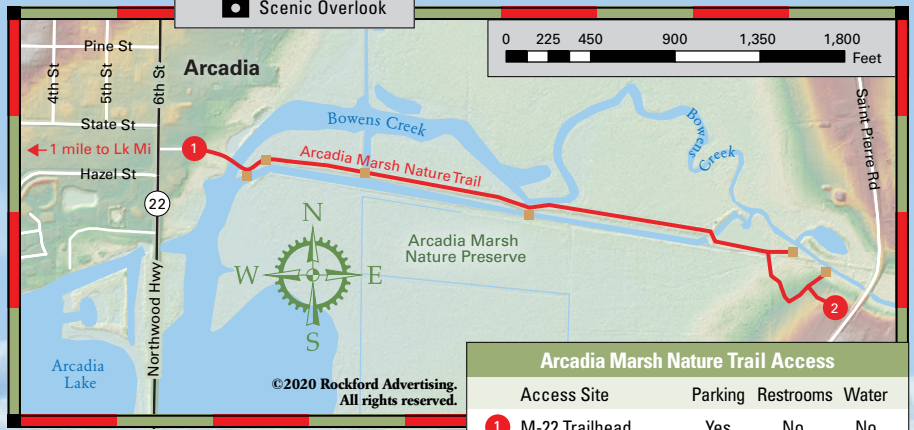 Scenic Overlook
0 225 450 900 1,350 1,800
Feet
Pine St
4th St
5th St
6th St
Arcadia
State St
1 mile to Lk Mi
1
Hazel St
22
Bowens Creek
Arcadia Marsh Nature Trail
Bowens
Creek
Saint Pierre Rd
N
W
E
S
Arcadia Marsh
Nature Preserve
Northwood Hwy
Arcadia
Lake
2
©2020 Rockford Advertising.
All rights reserved.
Arcadia Marsh Nature Trail Access
Access Site Parking Restrooms Water
1 M-22 Trailhead Yes No No